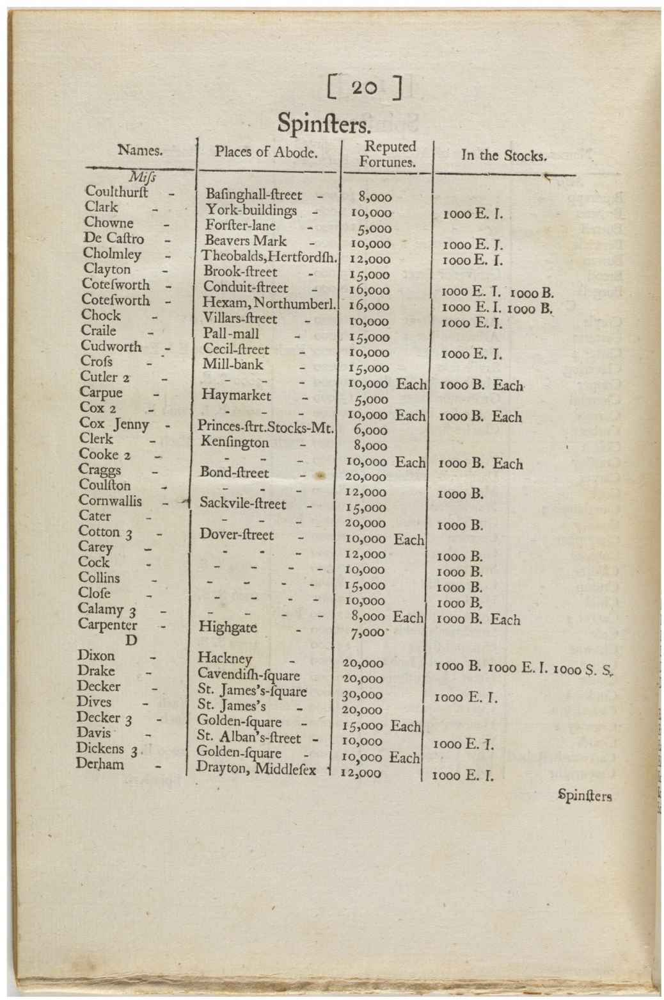 [ 20 ]
Spinſters.
Names. Places of Abode. Reputed Fortunes. In the Stocks.
Miſs
Coulthurſt - Baſinghall-ſtreet - 8,000
Clark - York-buildings - 10,000 1000 E. I.
Chowne - Forſter-lane - 5,000
De Caſtro - Beavers Mark - 10,000 1000 E. I.
Cholmley - Theobalds, Hertfordſh. 12,000 1000 E. I.
Clayton - Brook-ſtreet - 15,000
Coteſworth - Conduit-ſtreet - 16,000 1000 E. I. 1000 B.
Coteſworth - Hexam, Northumberl. 16,000 1000 E. I. 1000 B.
Chock - Villars-ſtreet - 10,000 1000 E. I.
Craile - Pall-mall - 15,000
Cudworth - Cecil-ſtreet - 10,000 1000 E. I.
Croſs - Mill-bank - 15,000
Cutler 2 - - - - 10,000 Each 1000 B. Each
Carpue - Haymarket - 5,000
Cox 2 - - - - 10,000 Each 1000 B. Each
Cox Jenny - Princes-ſtrt. Stocks-Mt. 6,000
Clerk - Kenſington - 8,000
Cooke 2 - - - - 10,000 Each 1000 B. Each
Craggs - Bond-ſtreet - 20,000
Coulſton - - - - 12,000 1000 B.
Cornwallis - Sackvile-ſtreet - 15,000
Cater - - - - 20,000 1000 B.
Cotton 3 - Dover-ſtreet - 10,000 Each
Carey - - - - 12,000 1000 B.
Cock - - - - - 10,000 1000 B.
Collins - - - - - 15,000 1000 B.
Cloſe - - - - - 10,000 1000 B.
Calamy 3 - - - - - 8,000 Each 1000 B. Each
Carpenter - Highgate - 7,000
D
Dixon - Hackney - 20,000 1000 B. 1000 E. I. 1000 S. S.
Drake - Cavendiſh-ſquare 20,000
Decker - St. James's-ſquare 30,000 1000 E. I.
Dives - St. James's - 20,000
Decker 3 - Golden-ſquare - 15,000 Each
Davis - St. Alban's-ſtreet - 10,000 1000 E. I.
Dickens 3. Golden-ſquare - 10,000 Each
Derham - Drayton, Middleſex 12,000 1000 E. I.
Spinſters